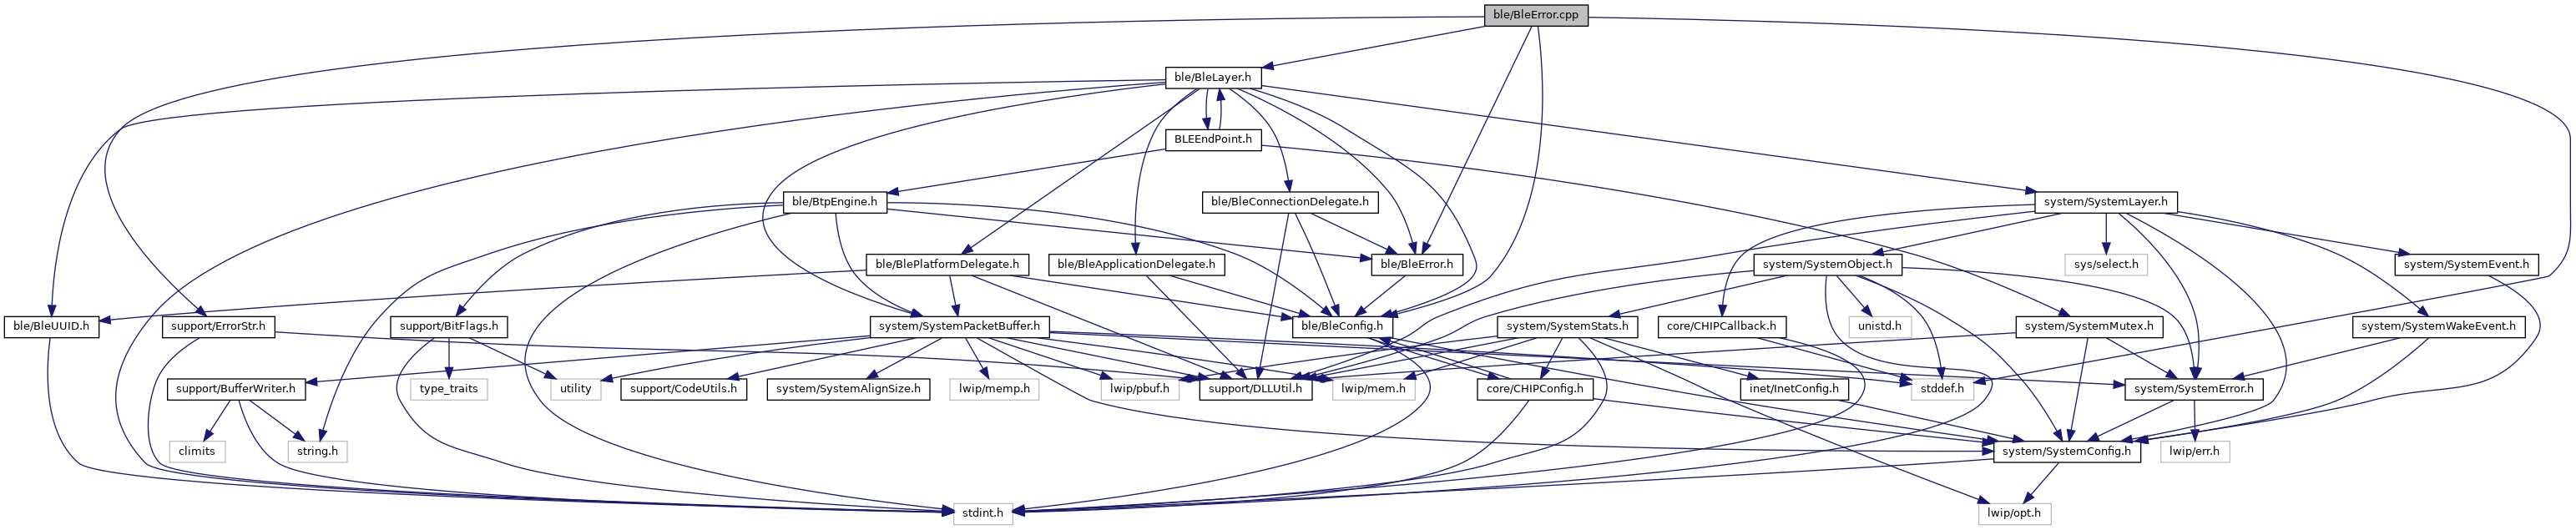 ble/BleError.cpp
ble/BleLayer.h
BLEEndPoint.h
ble/BtpEngine.h
ble/BleConnectionDelegate.h
system/SystemLayer.h
ble/BlePlatformDelegate.h
ble/BleApplicationDelegate.h
ble/BleError.h
system/SystemObject.h
sys/select.h
system/SystemEvent.h
ble/BleUUID.h
support/ErrorStr.h
support/BitFlags.h
system/SystemPacketBuffer.h
ble/BleConfig.h
system/SystemStats.h
core/CHIPCallback.h
unistd.h
system/SystemMutex.h
system/SystemWakeEvent.h
support/BufferWriter.h
type_traits
utility
support/CodeUtils.h
system/SystemAlignSize.h
lwip/memp.h
lwip/pbuf.h
support/DLLUtil.h
lwip/mem.h
core/CHIPConfig.h
inet/InetConfig.h
stddef.h
system/SystemError.h
climits
string.h
system/SystemConfig.h
lwip/err.h
stdint.h
lwip/opt.h